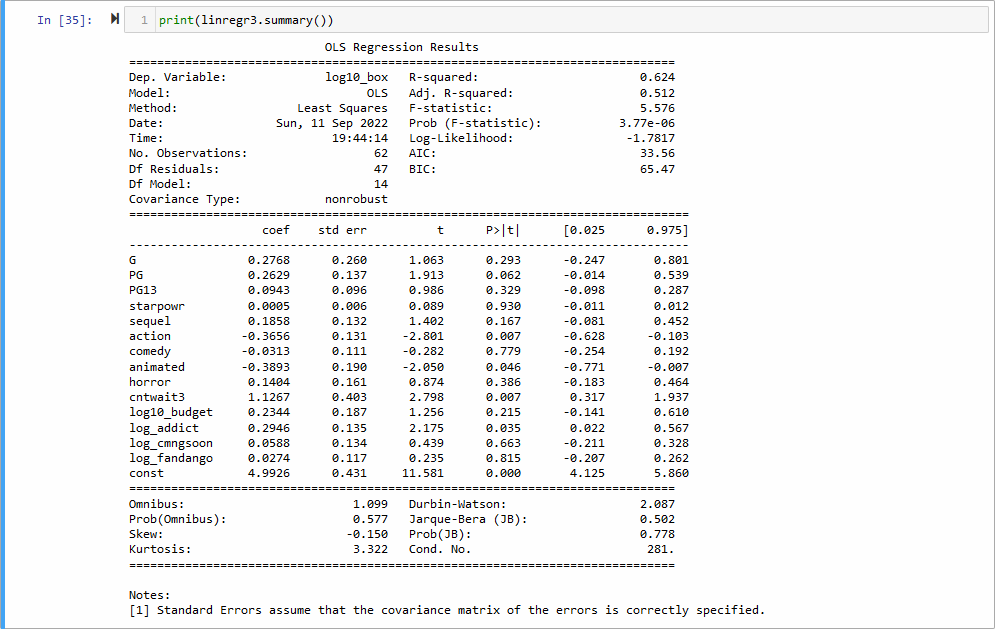 In [35]: 1 print(linregr3.summary())
OLS Regression Results
==============================================================================
Dep. Variable: log10_box R-squared: 0.624
Model: OLS Adj. R-squared: 0.512
Method: Least Squares F-statistic: 5.576
Date: Sun, 11 Sep 2022 Prob (F-statistic): 3.77e-06
Time: 19:44:14 Log-Likelihood: -1.7817
No. Observations: 62 AIC: 33.56
Df Residuals: 47 BIC: 65.47
Df Model: 14
Covariance Type: nonrobust
================================================================================
coef std err t P>|t| [0.025 0.975]
--------------------------------------------------------------------------------
G 0.2768 0.260 1.063 0.293 -0.247 0.801
PG 0.2629 0.137 1.913 0.062 -0.014 0.539
PG13 0.0943 0.096 0.986 0.329 -0.098 0.287
starpowr 0.0005 0.006 0.089 0.930 -0.011 0.012
sequel 0.1858 0.132 1.402 0.167 -0.081 0.452
action -0.3656 0.131 -2.801 0.007 -0.628 -0.103
comedy -0.0313 0.111 -0.282 0.779 -0.254 0.192
animated -0.3893 0.190 -2.050 0.046 -0.771 -0.007
horror 0.1404 0.161 0.874 0.386 -0.183 0.464
cntwait3 1.1267 0.403 2.798 0.007 0.317 1.937
log10_budget 0.2344 0.187 1.256 0.215 -0.141 0.610
log_addict 0.2946 0.135 2.175 0.035 0.022 0.567
log_cmngsoon 0.0588 0.134 0.439 0.663 -0.211 0.328
log_fandango 0.0274 0.117 0.235 0.815 -0.207 0.262
const 4.9926 0.431 11.581 0.000 4.125 5.860
==============================================================================
Omnibus: 1.099 Durbin-Watson: 2.087
Prob(Omnibus): 0.577 Jarque-Bera (JB): 0.502
Skew: -0.150 Prob(JB): 0.778
Kurtosis: 3.322 Cond. No. 281.
==============================================================================
Notes:
[1] Standard Errors assume that the covariance matrix of the errors is correctly specified.